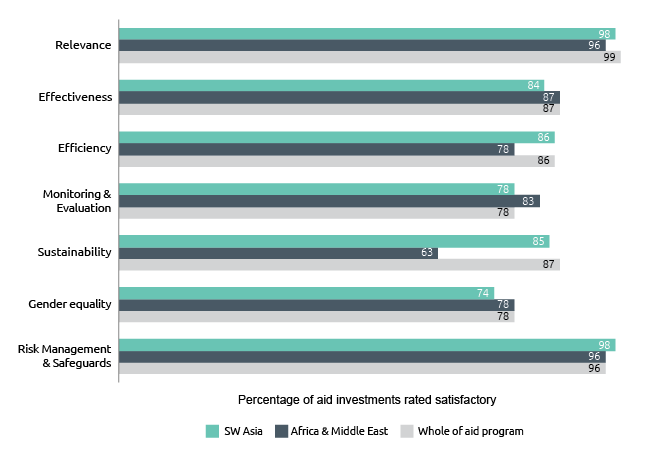 Relevance
98
96
99
Effectiveness
84
87
87
Efficiency
86
78
86
Monitoring &
Evaluation
78
83
78
Sustainability
85
63
87
Gender equality
74
78
78
Risk Management
& Safeguards
98
96
96
Percentage of aid investments rated satisfactory
SW Asia Africa & Middle East Whole of aid program